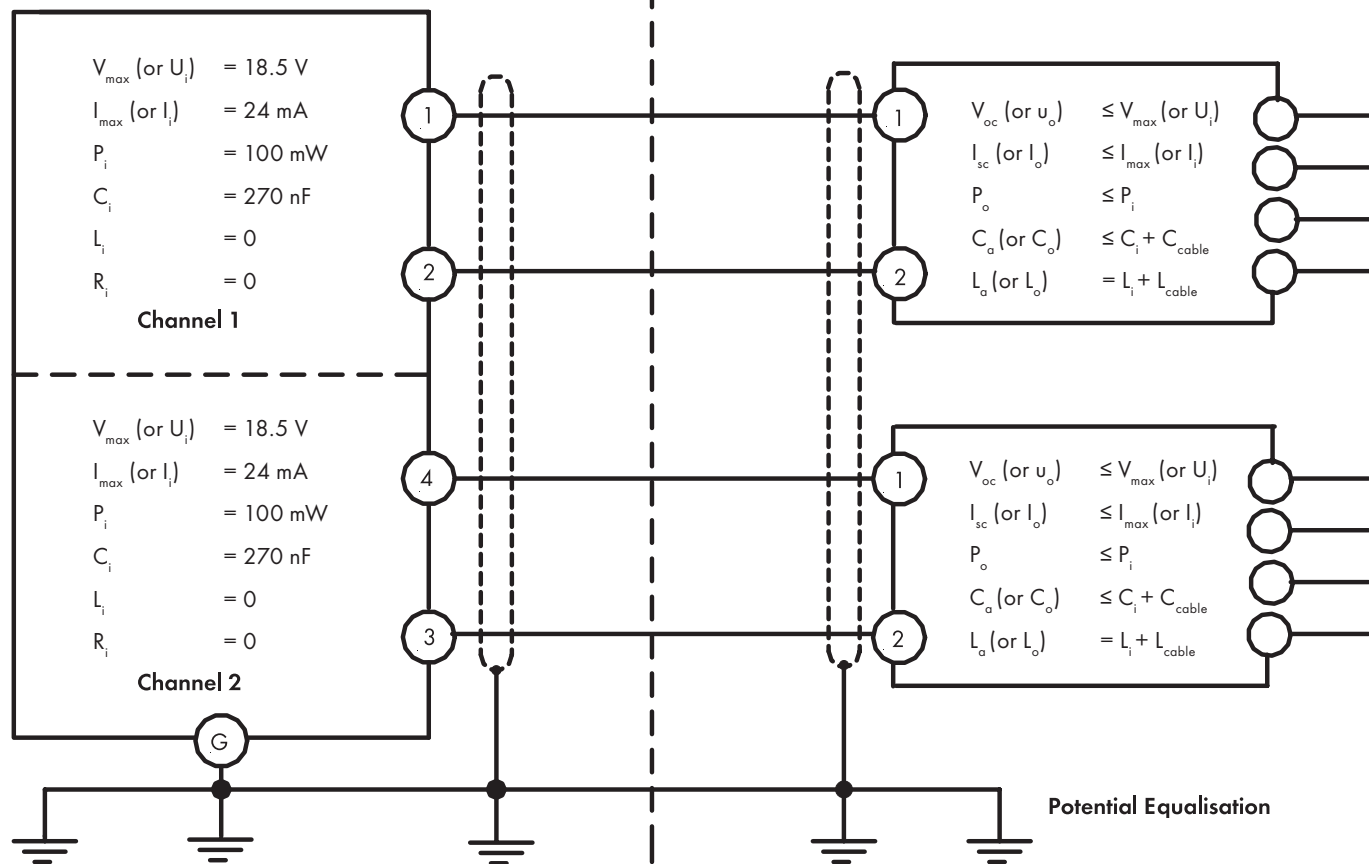 V_max (or U_i) = 18.5 V
I_max (or I_i) = 24 mA
P_i = 100 mW
C_i = 270 nF
L_i = 0
R_i = 0
Channel 1
1
2
1
2
V_oc (or u_o) ≤ V_max (or U_i)
I_sc (or I_o) ≤ I_max (or I_i)
P_o ≤ P_i
C_a (or C_o) ≤ C_i + C_cable
L_a (or L_o) = L_i + L_cable
V_max (or U_i) = 18.5 V
I_max (or I_i) = 24 mA
P_i = 100 mW
C_i = 270 nF
L_i = 0
R_i = 0
Channel 2
4
3
G
1
2
V_oc (or u_o) ≤ V_max (or U_i)
I_sc (or I_o) ≤ I_max (or I_i)
P_o ≤ P_i
C_a (or C_o) ≤ C_i + C_cable
L_a (or L_o) = L_i + L_cable
Potential Equalisation